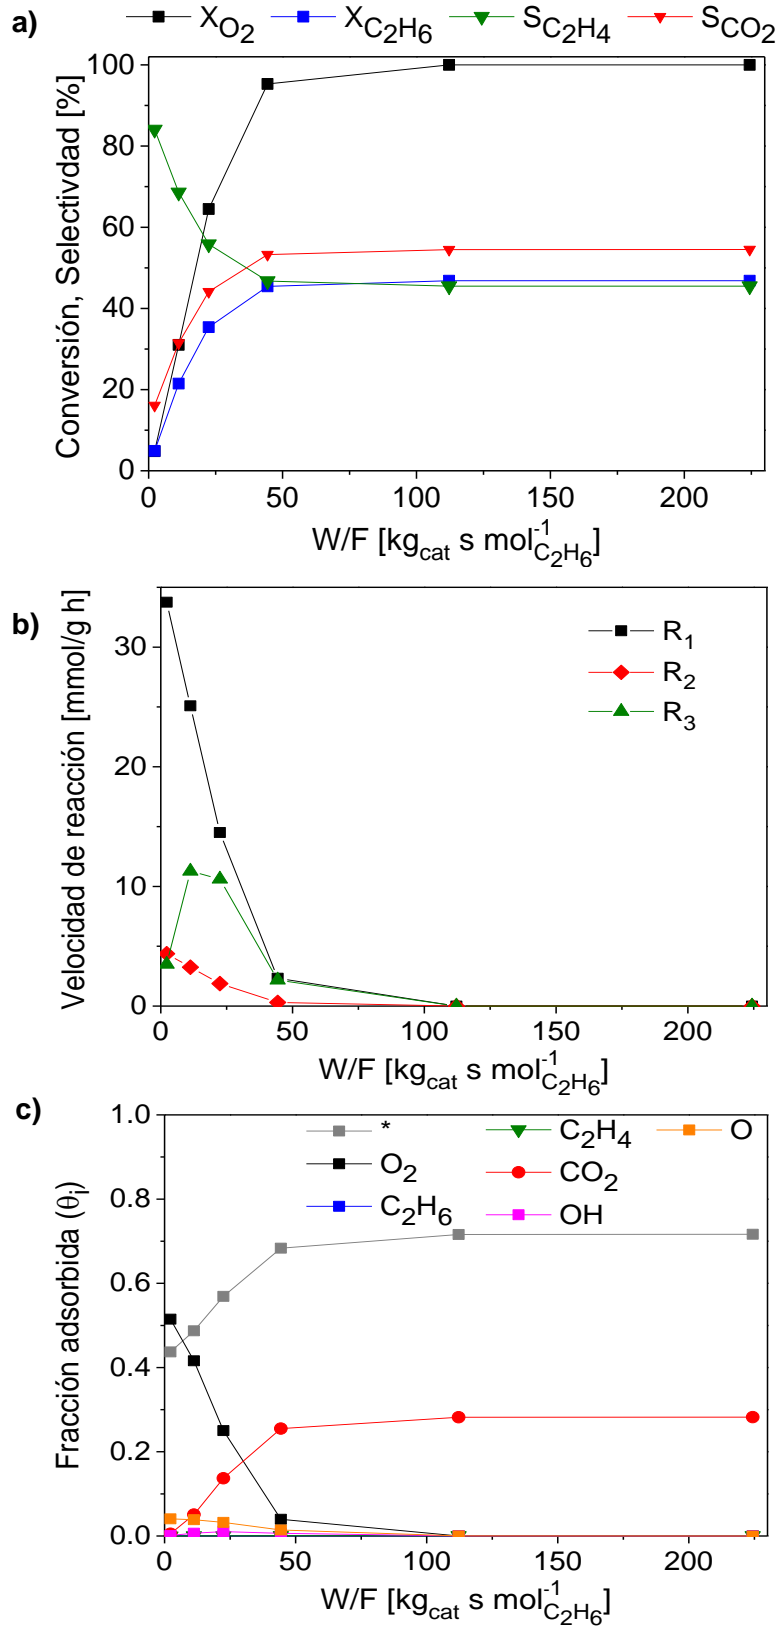 a)
X_O2 X_C2H6 S_C2H4 S_CO2
100
80
60
40
20
0
Conversión, Selectivdad [%]
0 50 100 150 200
W/F [kg_cat s mol^-1_C2H6]
b)
30
20
10
0
Velocidad de reacción [mmol/g h]
R1
R2
R3
0 50 100 150 200
W/F [kg_cat s mol^-1_C2H6]
c)
1.0
0.8
0.6
0.4
0.2
0.0
Fracción adsorbida (θi)
* C2H4 O
O2 CO2
C2H6 OH
0 50 100 150 200
W/F [kg_cat s mol^-1_C2H6]